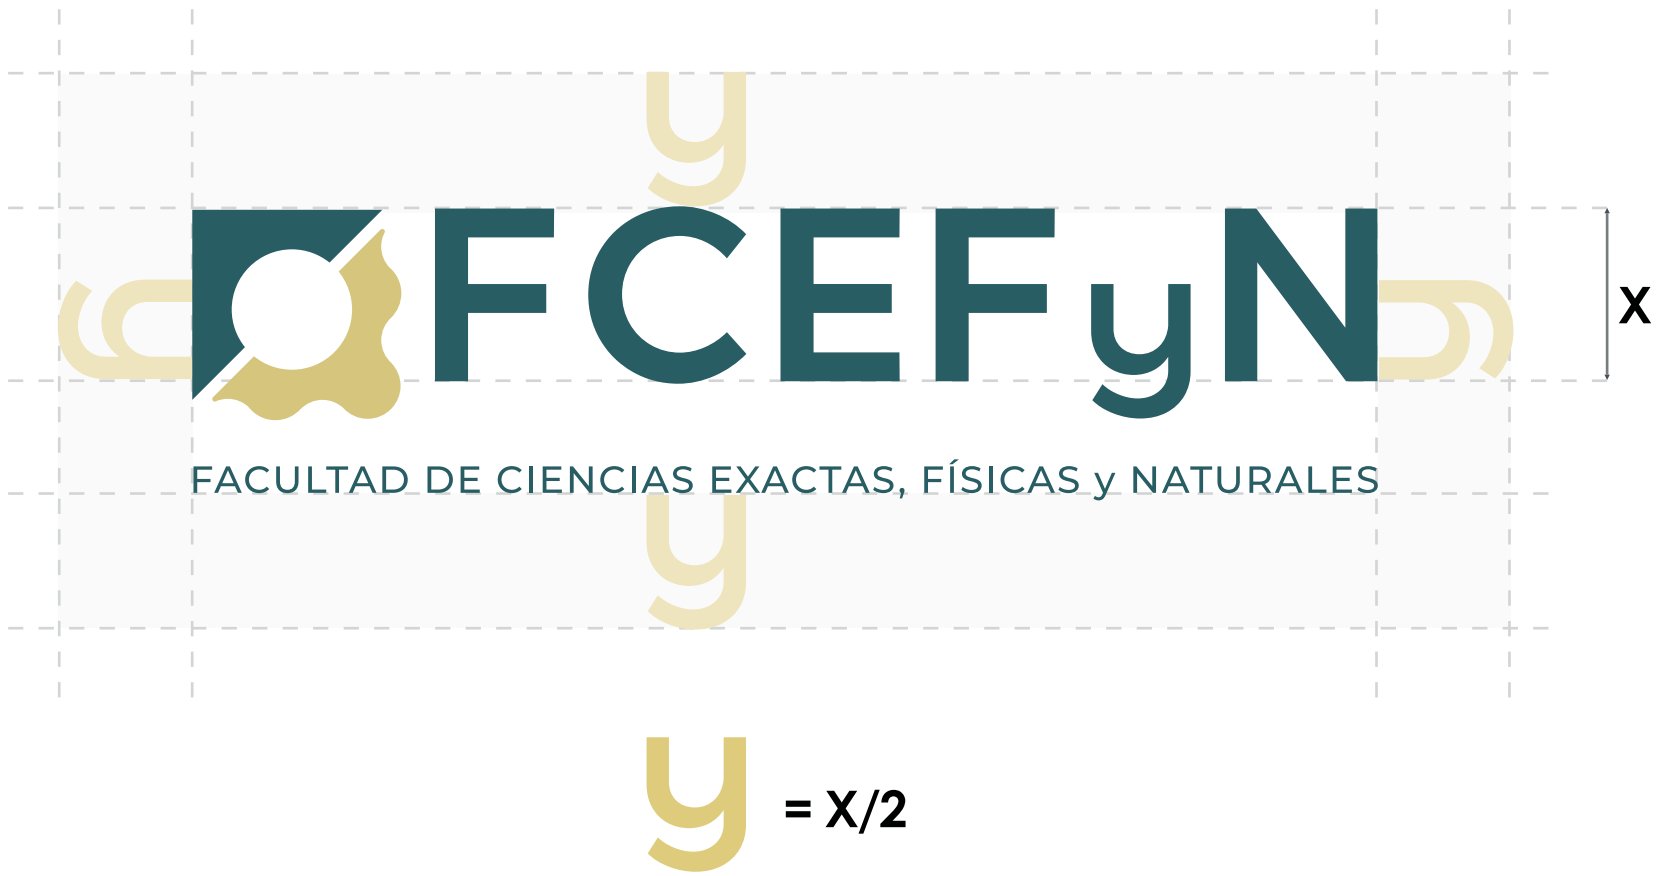 y
FCEFyN
y
y
X
FACULTAD DE CIENCIAS EXACTAS, FÍSICAS y NATURALES
y
y = X/2